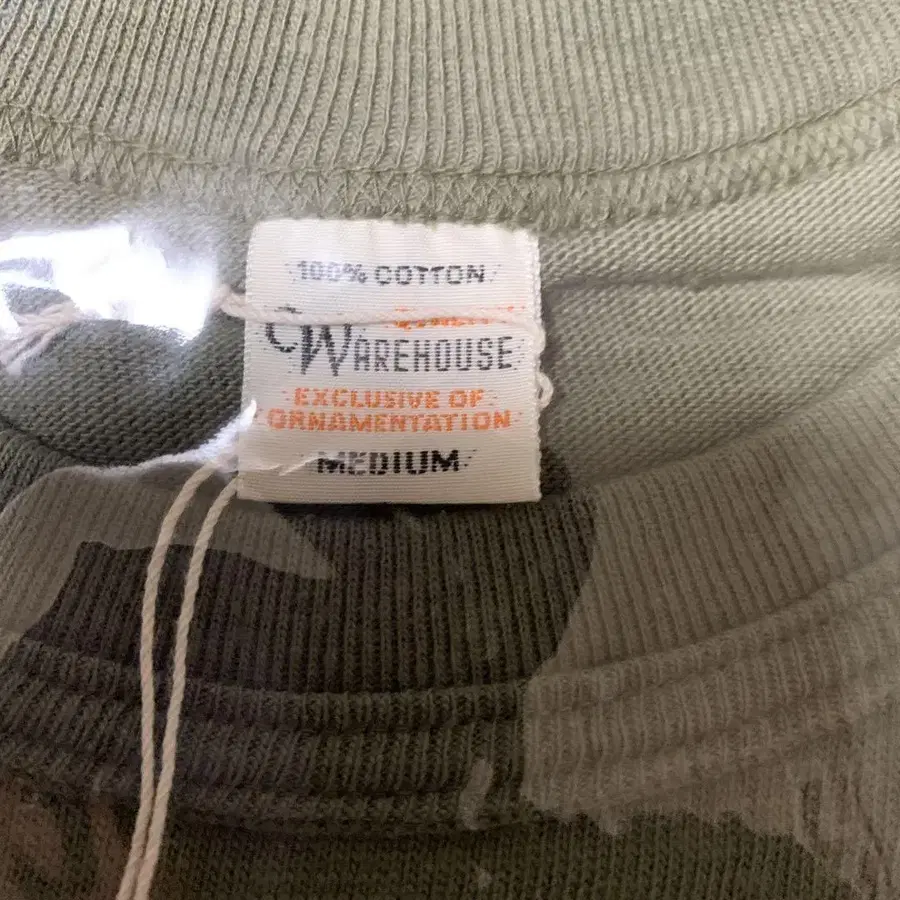 100% COTTON
WAREHOUSE
EXCLUSIVE OF
ORNAMENTATION
MEDIUM